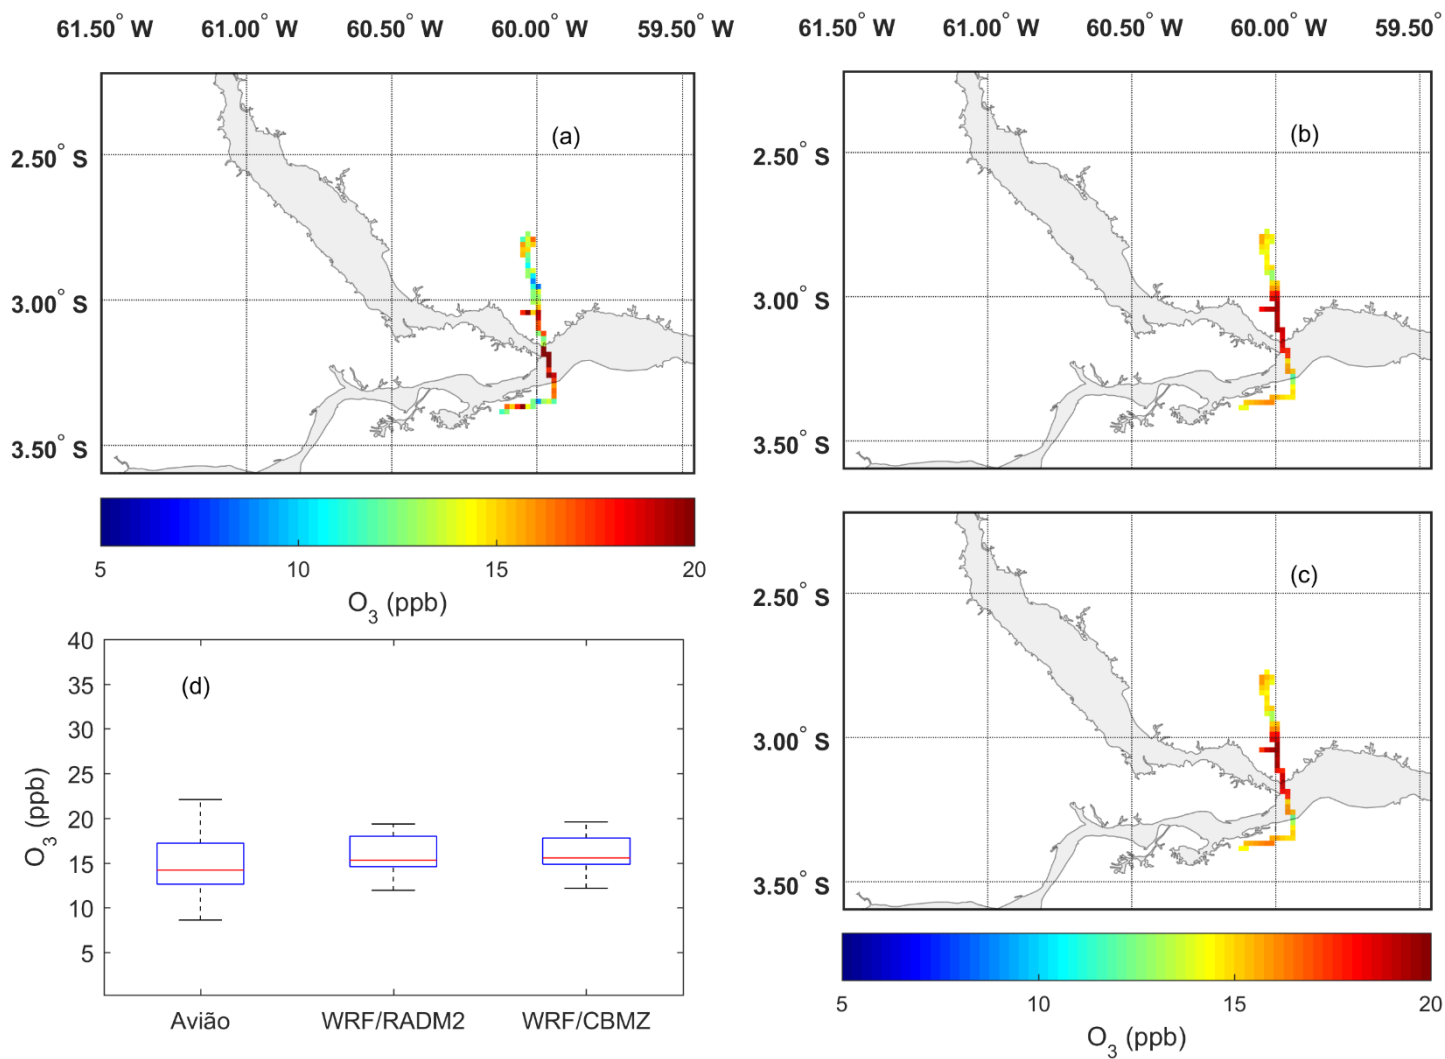 61.50° W 61.00° W 60.50° W 60.00° W 59.50° W
(a)
2.50° S
3.00° S
3.50° S
5 10 15 20
O3 (ppb)
61.50° W 61.00° W 60.50° W 60.00° W 59.50°
(b)
2.50° S
3.00° S
3.50° S
(c)
2.50° S
3.00° S
3.50° S
5 10 15 20
O3 (ppb)
40
35
30
25
20
15
10
5
O3 (ppb)
(d)
Avião WRF/RADM2 WRF/CBMZ